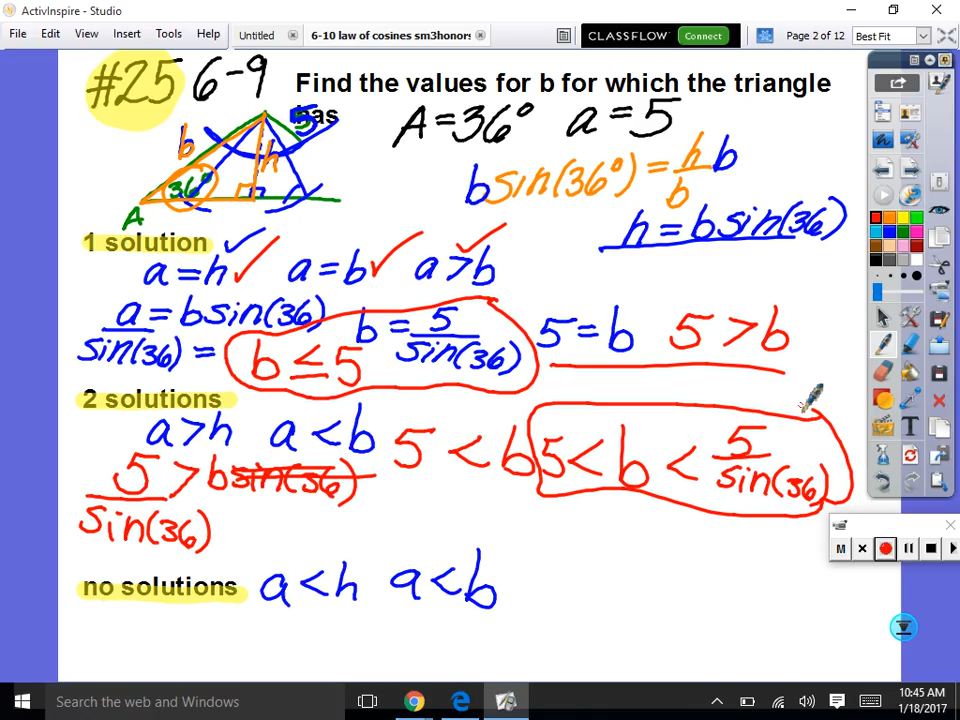 ActivInspire - Studio
File Edit View Insert Tools Help Untitled 6-10 law of cosines sm3honors CLASSFLOW Connect Page 2 of 12 Best Fit
#25 6-9 Find the values for b for which the triangle has
A=36° a=5
b h 5 36° A
b sin(36°) = h/b b
h = b sin(36)
1 solution
a=h a=b a>b
a = b sin(36) b = 5/sin(36) 5=b 5>b
sin(36) = b ≤ 5
2 solutions
a>h a<b 5<b 5<b< 5/sin(36)
5 > b sin(36)
sin(36)
no solutions a<h a<b
M
Search the web and Windows
10:45 AM
1/18/2017